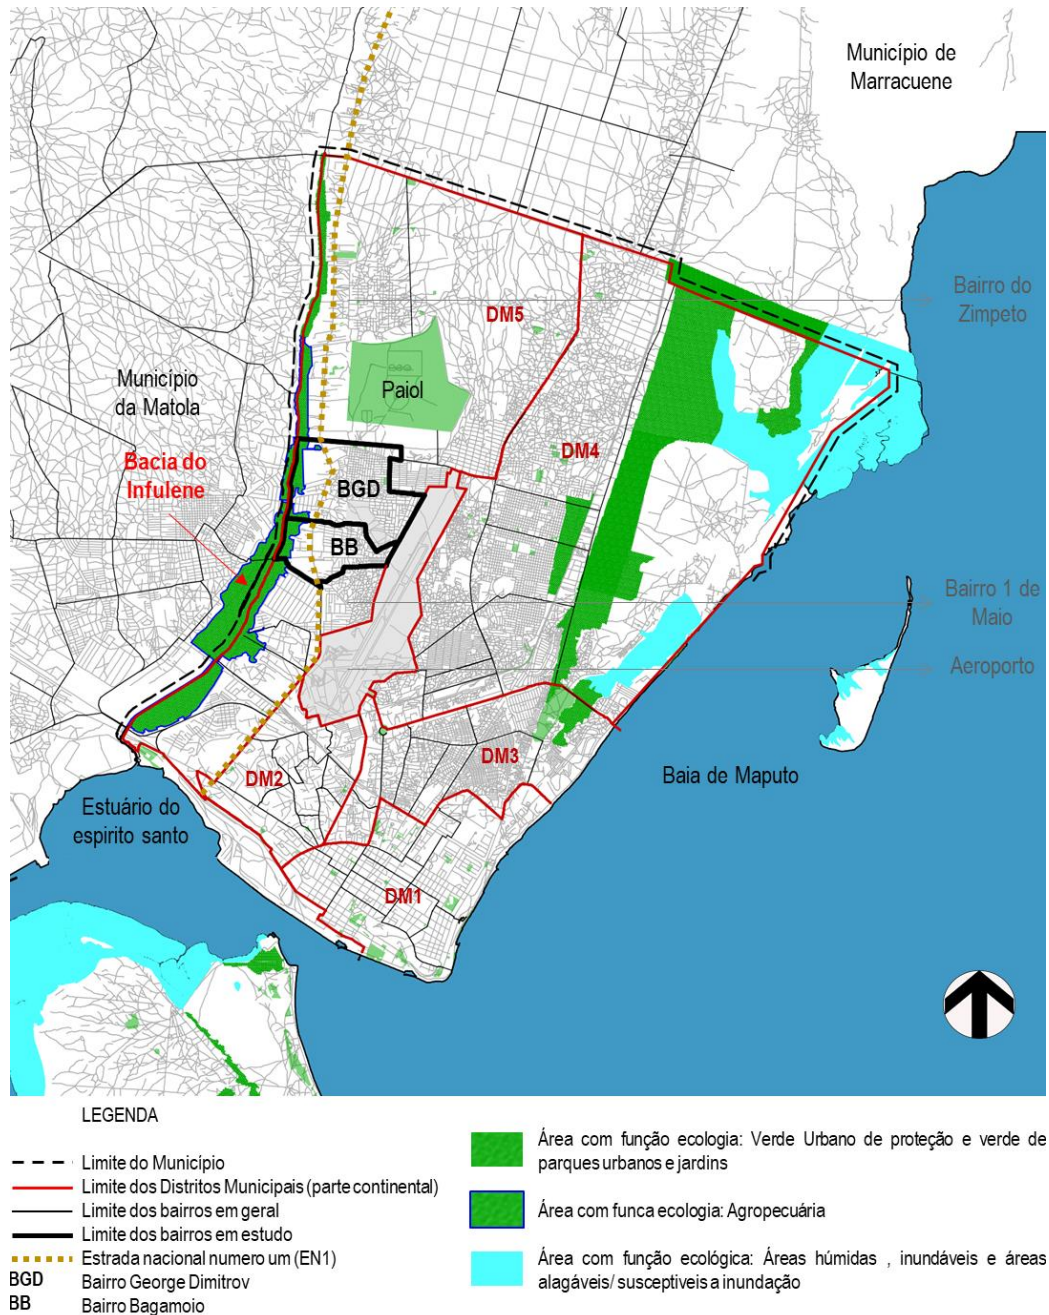 Município de
Marracuene
Bairro do
Zimpeto
DM5
Município
da Matola
Paiol
Bacia do
Infulene
DM4
BGD
BB
Bairro 1 de
Maio
Aeroporto
DM3
DM2
Baia de Maputo
Estuário do
espirito santo
DM1
LEGENDA
Limite do Município
Limite dos Distritos Municipais (parte continental)
Limite dos bairros em geral
Limite dos bairros em estudo
Estrada nacional numero um (EN1)
BGD Bairro George Dimitrov
BB Bairro Bagamoio
Área com função ecologia: Verde Urbano de proteção e verde de
parques urbanos e jardins
Área com funca ecologia: Agropecuária
Área com função ecológica: Áreas húmidas , inundáveis e áreas
alagáveis/ susceptiveis a inundação